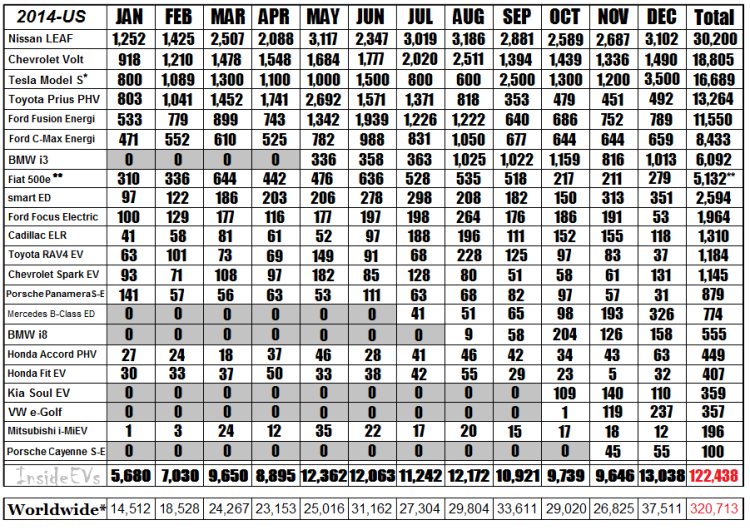 2014-US JAN FEB MAR APR MAY JUN JUL AUG SEP OCT NOV DEC Total
Nissan LEAF 1,252 1,425 2,507 2,088 3,117 2,347 3,019 3,186 2,881 2,589 2,687 3,102 30,200
Chevrolet Volt 918 1,210 1,478 1,548 1,684 1,777 2,020 2,511 1,394 1,439 1,336 1,490 18,805
Tesla Model S* 800 1,089 1,300 1,100 1,000 1,500 800 600 2,500 1,300 1,200 3,500 16,689
Toyota Prius PHV 803 1,041 1,452 1,741 2,692 1,571 1,371 818 353 479 451 492 13,264
Ford Fusion Energi 533 779 899 743 1,342 1,939 1,226 1,222 640 686 752 789 11,550
Ford C-Max Energi 471 552 610 525 782 988 831 1,050 677 644 644 659 8,433
BMW i3 0 0 0 0 336 358 363 1,025 1,022 1,159 816 1,013 6,092
Fiat 500e** 310 336 644 442 476 636 528 535 518 217 211 279 5,132**
smart ED 97 122 186 203 206 278 298 208 182 150 313 351 2,594
Ford Focus Electric 100 129 177 116 177 197 198 264 176 186 191 53 1,964
Cadillac ELR 41 58 81 61 52 97 188 196 111 152 155 118 1,310
Toyota RAV4 EV 63 101 73 69 149 91 68 228 125 97 83 37 1,184
Chevrolet Spark EV 93 71 108 97 182 85 128 80 51 58 61 131 1,145
Porsche Panamera S-E 141 57 56 63 53 111 63 68 82 97 57 31 879
Mercedes B-Class ED 0 0 0 0 0 0 41 51 65 98 193 326 774
BMW i8 0 0 0 0 0 0 0 9 58 204 126 158 555
Honda Accord PHV 27 24 18 37 46 28 41 46 42 34 43 63 449
Honda Fit EV 30 33 37 50 33 38 42 55 29 23 5 32 407
Kia Soul EV 0 0 0 0 0 0 0 0 0 109 140 110 359
VW e-Golf 0 0 0 0 0 0 0 0 0 1 119 237 357
Mitsubishi i-MiEV 1 3 24 12 35 22 17 20 15 17 18 12 196
Porsche Cayenne S-E 0 0 0 0 0 0 0 0 0 0 45 55 100
InsideEVs 5,680 7,030 9,650 8,895 12,362 12,063 11,242 12,172 10,921 9,739 9,646 13,038 122,438
Worldwide* 14,512 18,528 24,267 23,153 25,016 31,162 27,304 29,804 33,611 29,020 26,825 37,511 320,713